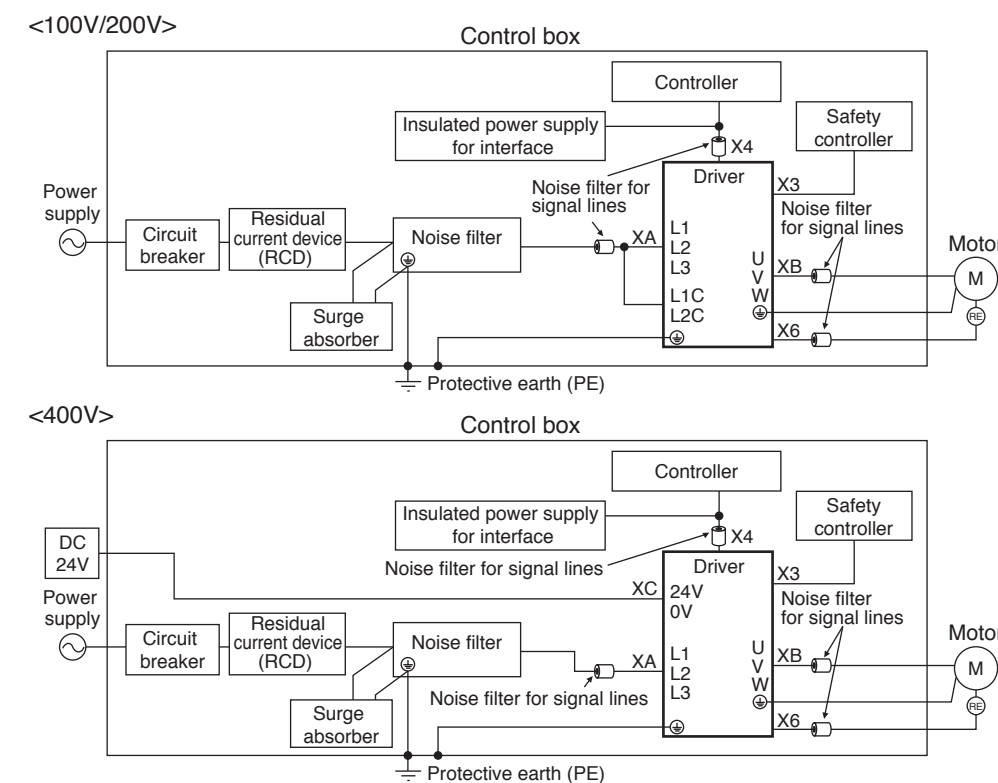 <100V/200V>
Control box
Controller
Insulated power supply
for interface
Safety
controller
X4
Driver
X3
Noise filter for
signal lines
Noise filter
for signal lines
Power
supply
Circuit
breaker
Residual
current device
(RCD)
Noise filter
XA
L1
L2
L3
L1C
L2C
U
V
W
XB
X6
Motor
M
RE
Surge
absorber
Protective earth (PE)
<400V>
Control box
Controller
Insulated power supply
for interface
Safety
controller
X4
DC
24V
Noise filter for signal lines
Driver
X3
XC
24V
0V
Noise filter
for signal lines
Power
supply
Circuit
breaker
Residual
current device
(RCD)
Noise filter
XA
L1
L2
L3
U
V
W
XB
X6
Motor
M
RE
Noise filter for signal lines
Surge
absorber
Protective earth (PE)